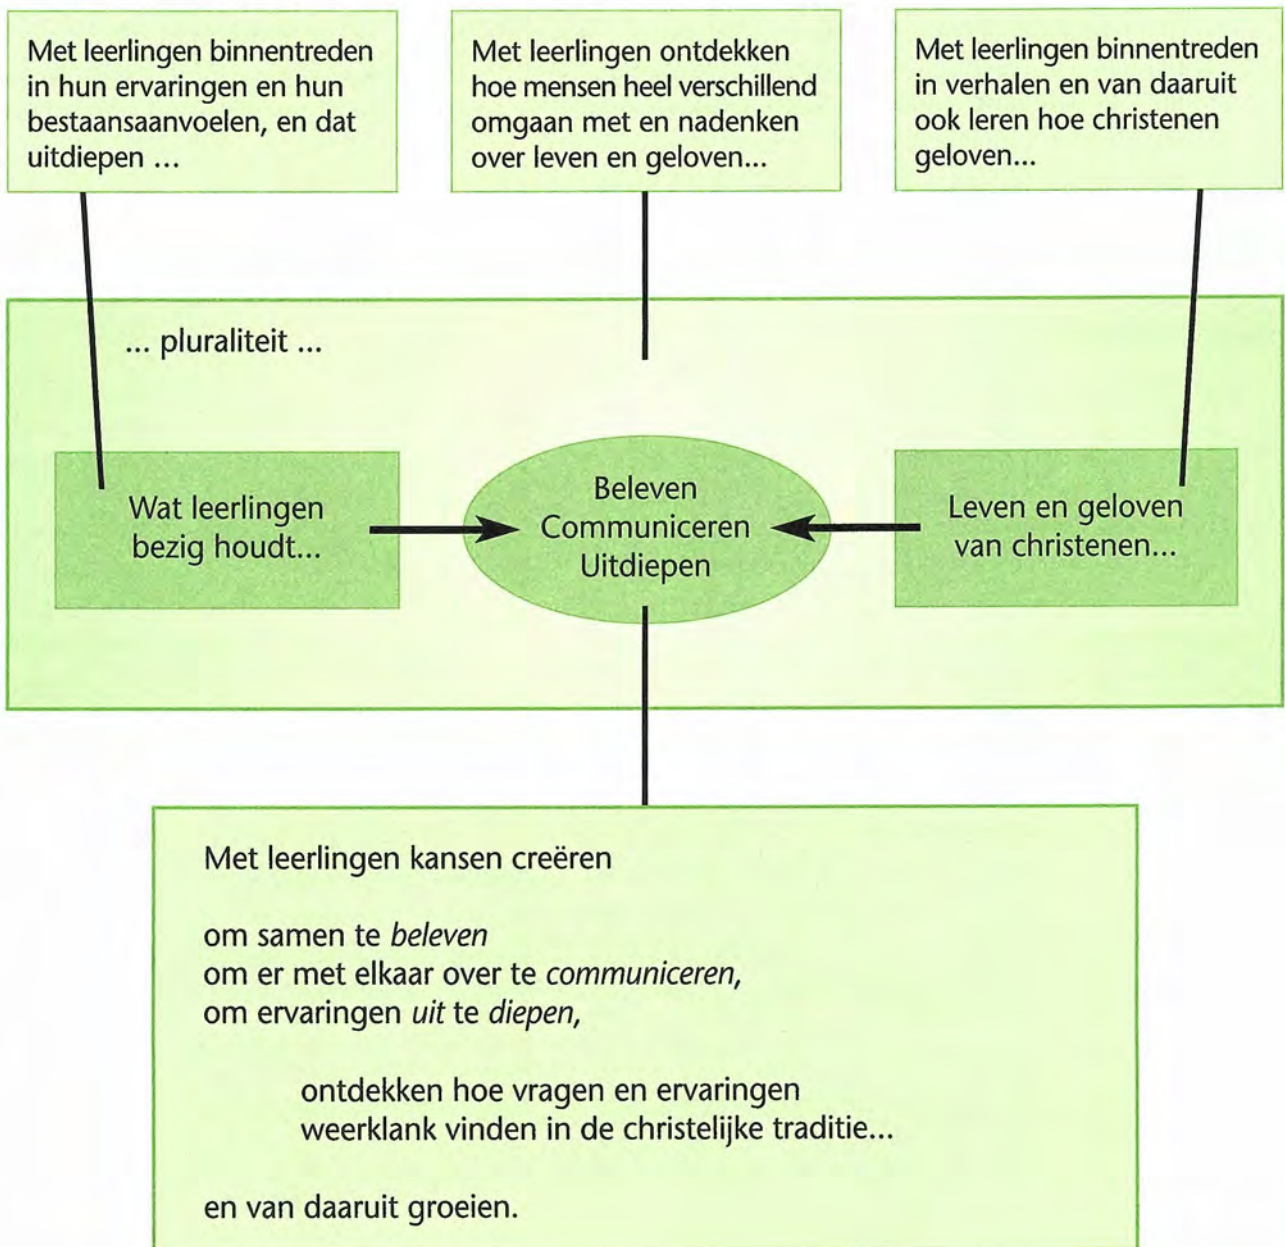 Met leerlingen binnentreden
in hun ervaringen en hun
bestaansaanvoelen, en dat
uitdiepen ...
Met leerlingen ontdekken
hoe mensen heel verschillend
omgaan met en nadenken
over leven en geloven...
Met leerlingen binnentreden
in verhalen en van daaruit
ook leren hoe christenen
geloven...
... pluraliteit ...
Wat leerlingen
bezig houdt...
Beleven
Communiceren
Uitdiepen
Leven en geloven
van christenen...
Met leerlingen kansen creëren
om samen te beleven
om er met elkaar over te communiceren,
om ervaringen uit te diepen,
ontdekken hoe vragen en ervaringen
weerklank vinden in de christelijke traditie...
en van daaruit groeien.